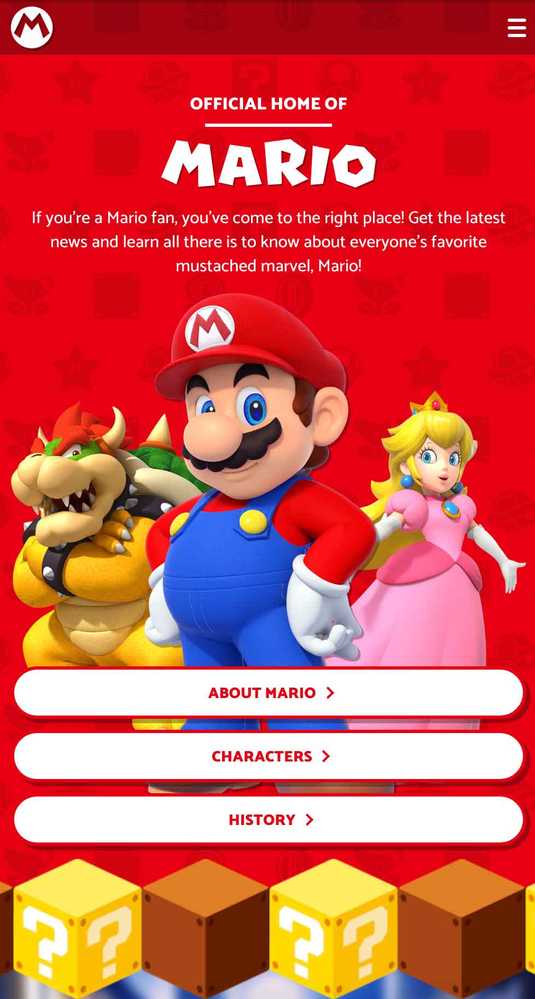 M
OFFICIAL HOME OF
MARIO
If you're a Mario fan, you've come to the right place! Get the latest
news and learn all there is to know about everyone's favorite
mustached marvel, Mario!
M
ABOUT MARIO
CHARACTERS
HISTORY
? ? ? ?